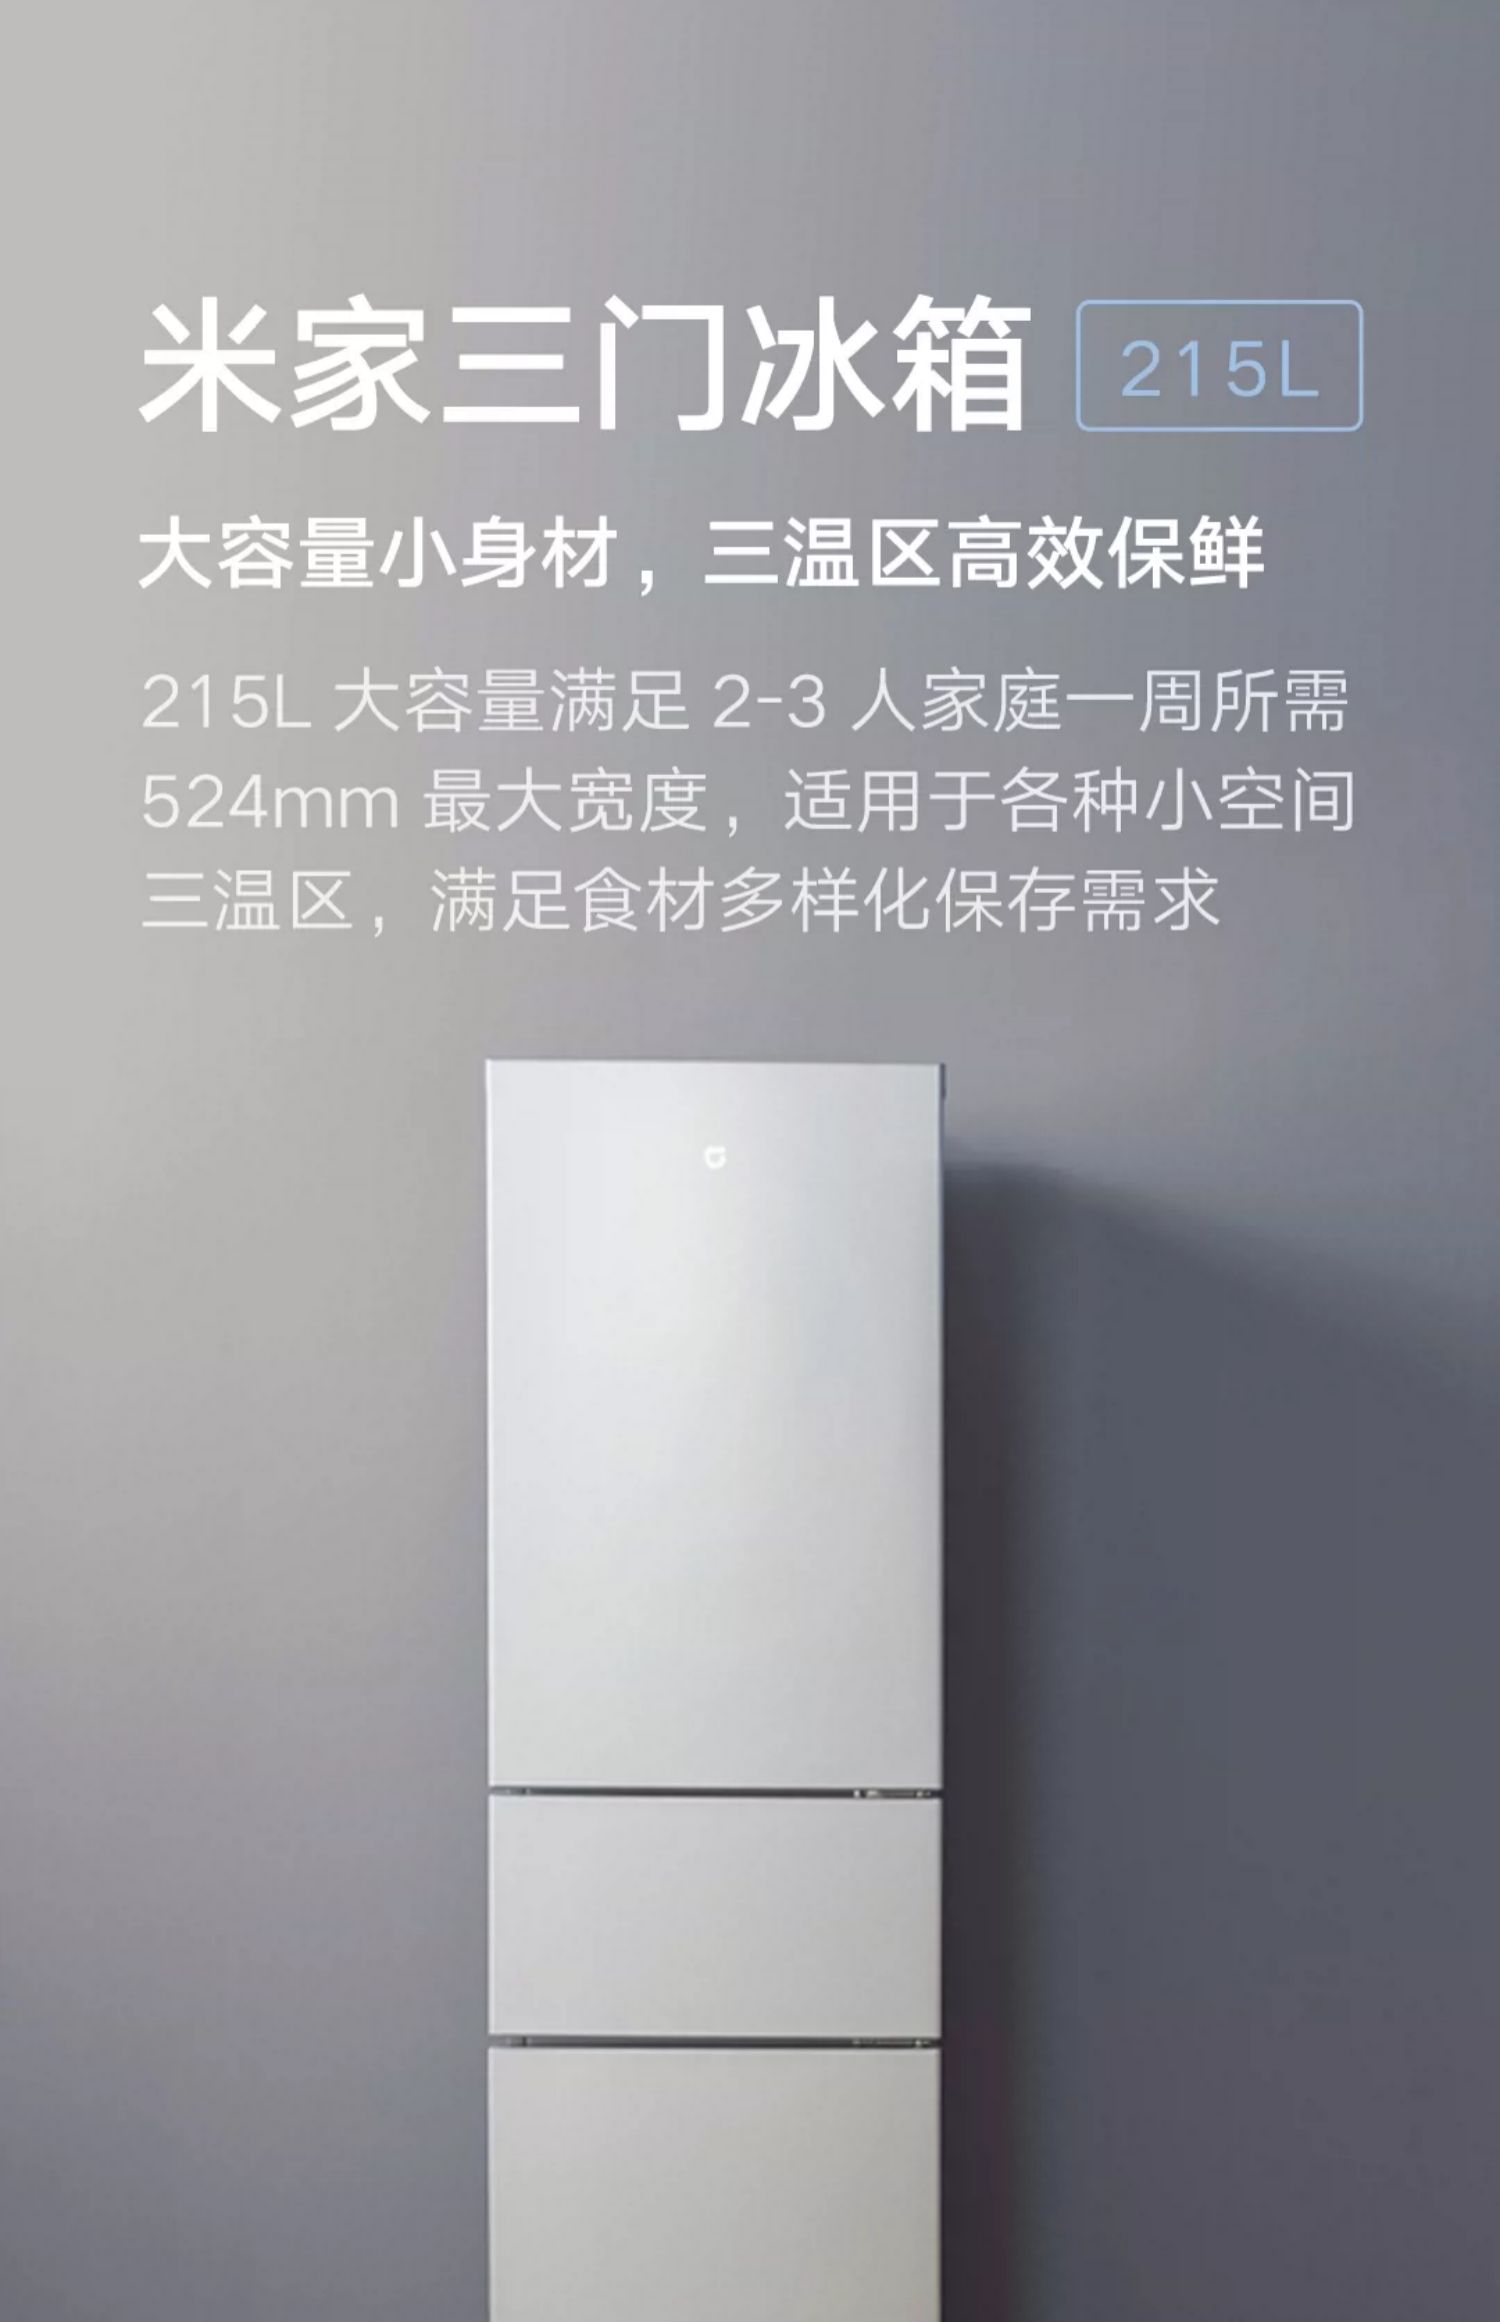 米家三门冰箱 215L
大容量小身材，三温区高效保鲜
215L 大容量满足 2-3 人家庭一周所需
524mm 最大宽度，适用于各种小空间
三温区，满足食材多样化保存需求